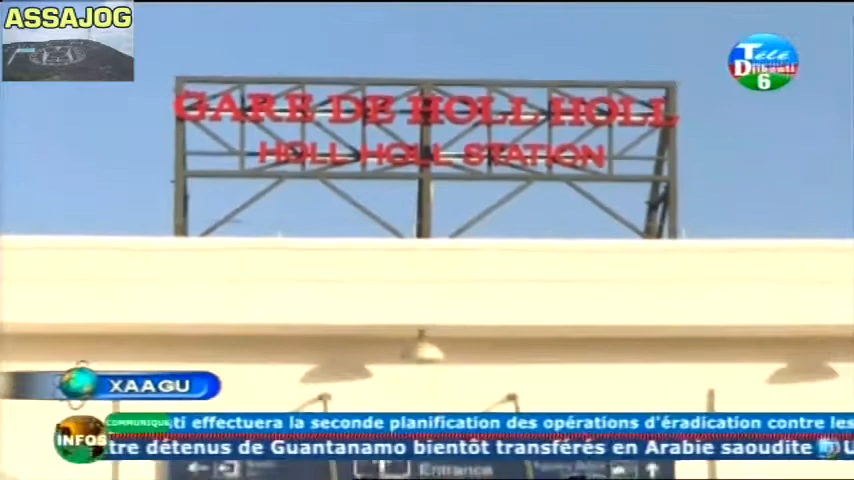 ASSAJOG
Télé
Djibouti
6
GARE DE HOLL HOLL
HOLL HOLL STATION
XAAGU
COMMUNIQUE
ti effectuera la seconde planification des opérations d'éradication contre les
INFOS
tre détenus de Guantanamo bientôt transférés en Arabie saoudite
Entrance